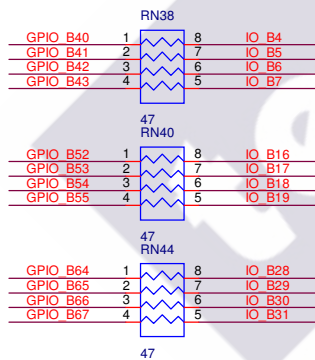 RN38
GPIO_B40 1 8 IO_B4
GPIO_B41 2 7 IO_B5
GPIO_B42 3 6 IO_B6
GPIO_B43 4 5 IO_B7
47
RN40
GPIO_B52 1 8 IO_B16
GPIO_B53 2 7 IO_B17
GPIO_B54 3 6 IO_B18
GPIO_B55 4 5 IO_B19
47
RN44
GPIO_B64 1 8 IO_B28
GPIO_B65 2 7 IO_B29
GPIO_B66 3 6 IO_B30
GPIO_B67 4 5 IO_B31
47